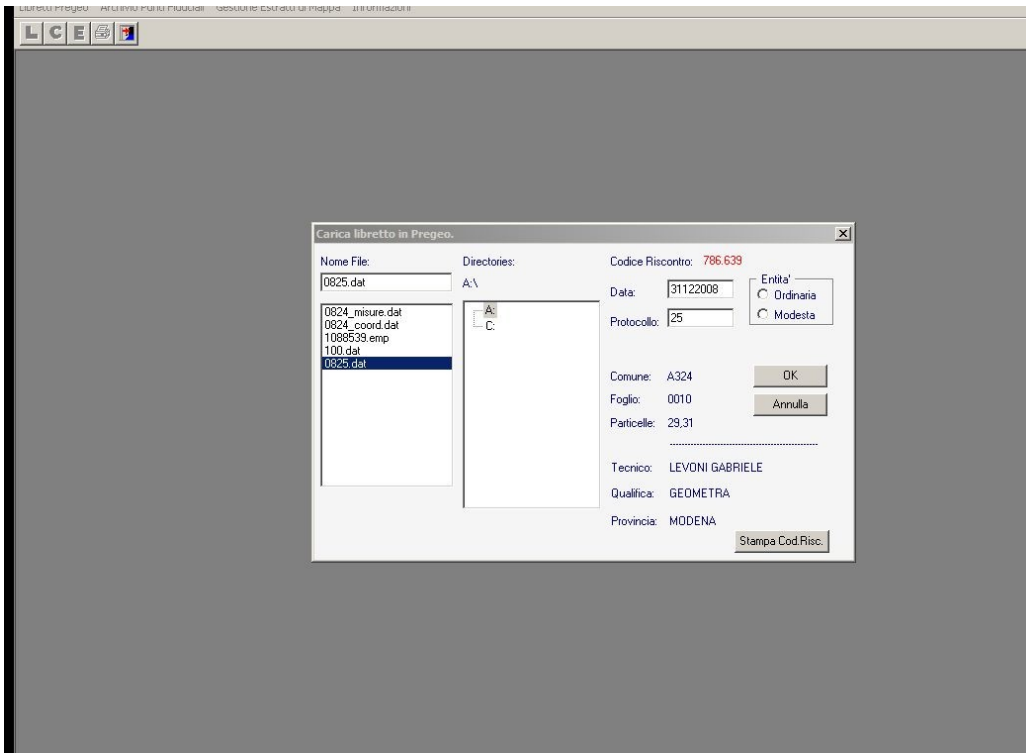 Libretti Pregeo Archivio Punti Fiduciali Gestione Estratti di Mappa Informazioni
L C E
Carica libretto in Pregeo.
Nome File:
0825.dat
0824_misure.dat
0824_coord.dat
1088539.emp
100.dat
0825.dat
Directories:
A:\
A:
C:
Codice Riscontro: 786.639
Data: 31122008
Protocollo: 25
Entita'
Ordinaria
Modesta
Comune: A324
Foglio: 0010
Particelle: 29,31
OK
Annulla
Tecnico: LEVONI GABRIELE
Qualifica: GEOMETRA
Provincia: MODENA
Stampa Cod.Risc.